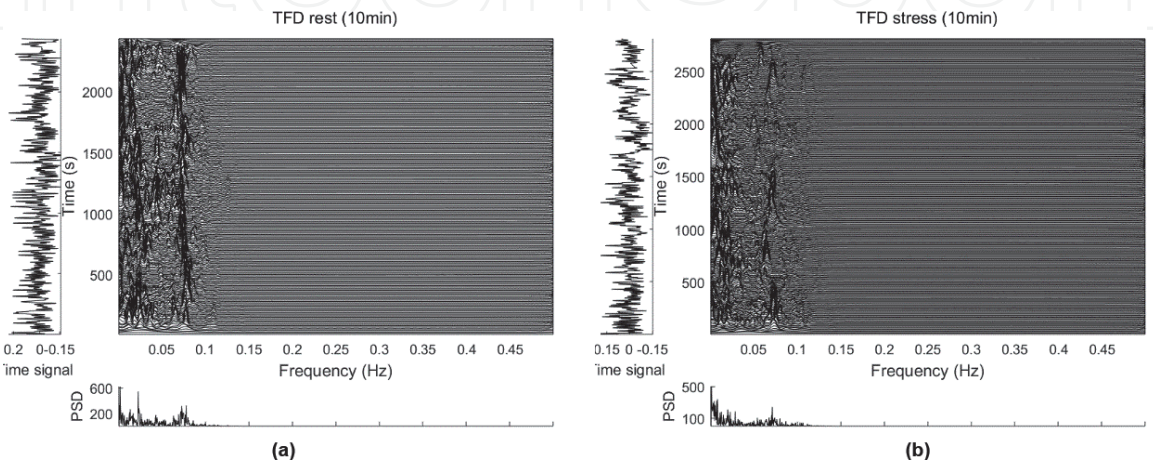 TFD rest (10min)
2000
1500
1000
500
Time (s)
0.2 0-0.15
ime signal
0.05 0.1 0.15 0.2 0.25 0.3 0.35 0.4 0.45
Frequency (Hz)
600
200
PSD
(a)
TFD stress (10min)
2500
2000
1500
1000
500
Time (s)
0.15 0 -0.15
ime signal
0.05 0.1 0.15 0.2 0.25 0.3 0.35 0.4 0.45
Frequency (Hz)
500
100
PSD
(b)